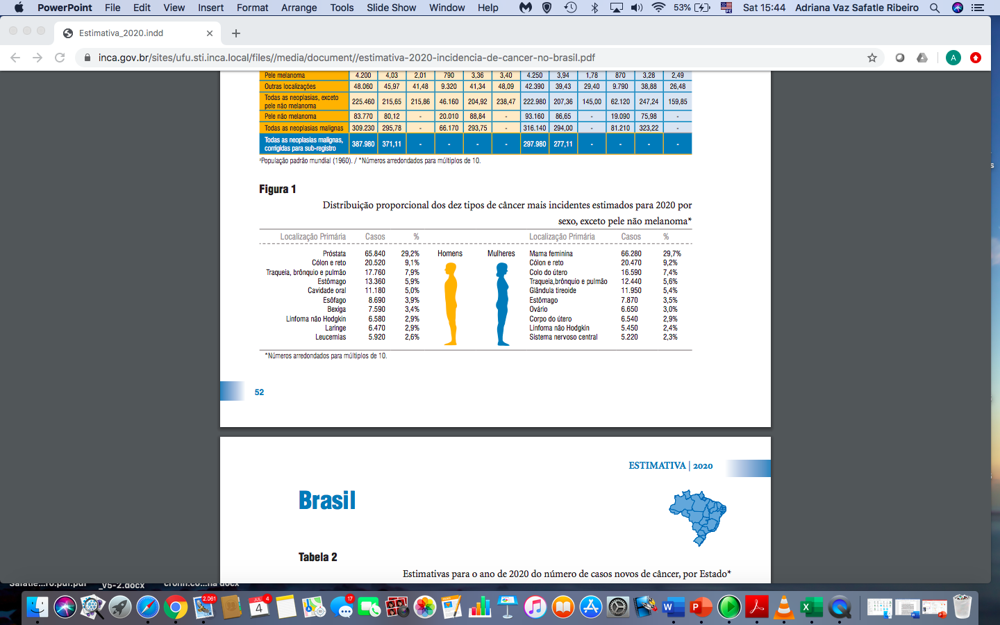 PowerPoint File Edit View Insert Format Arrange Tools Slide Show Window Help 53% Sat 15:44 Adriana Vaz Safatle Ribeiro
Estimativa_2020.indd
inca.gov.br/sites/ufu.sti.inca.local/files//media/document//estimativa-2020-incidencia-de-cancer-no-brasil.pdf A
Pele melanoma 4.200 4,03 2,01 790 3,36 3,40 4.250 3,94 1,78 870 3,28 2,49
Outras localizações 48.060 45,97 41,48 9.320 41,34 48,09 42.390 39,43 29,40 9.790 38,88 26,48
Todas as neoplasias, exceto
pele não melanoma 225.460 215,65 215,86 46.160 204,92 238,47 222.980 207,36 145,00 62.120 247,24 159,85
Pele não melanoma 83.770 80,12 - 20.010 88,84 - 93.160 86,65 - 19.090 75,98 -
Todas as neoplasias malignas 309.230 295,78 - 66.170 293,75 - 316.140 294,00 - 81.210 323,22 -
Todas as neoplasias malignas,
corrigidas para sub-registro 387.980 371,11 - - - - 297.980 277,11 - - - -
ªPopulação padrão mundial (1960). / *Números arredondados para múltiplos de 10.
Figura 1
Distribuição proporcional dos dez tipos de câncer mais incidentes estimados para 2020 por
sexo, exceto pele não melanoma*
Localização Primária Casos % Localização Primária Casos %
Próstata 65.840 29,2% Homens Mulheres Mama feminina 66.280 29,7%
Cólon e reto 20.520 9,1% Cólon e reto 20.470 9,2%
Traqueia, brônquio e pulmão 17.760 7,9% Colo do útero 16.590 7,4%
Estômago 13.360 5,9% Traqueia,brônquio e pulmão 12.440 5,6%
Cavidade oral 11.180 5,0% Glândula tireoide 11.950 5,4%
Esôfago 8.690 3,9% Estômago 7.870 3,5%
Bexiga 7.590 3,4% Ovário 6.650 3,0%
Linfoma não Hodgkin 6.580 2,9% Corpo do útero 6.540 2,9%
Laringe 6.470 2,9% Linfoma não Hodgkin 5.450 2,4%
Leucemias 5.920 2,6% Sistema nervoso central 5.220 2,3%
*Números arredondados para múltiplos de 10.
52
ESTIMATIVA | 2020
Brasil
Tabela 2
Estimativas para o ano de 2020 do número de casos novos de câncer, por Estado*
_v5-2.docx
2.061 JUL 4 4 17